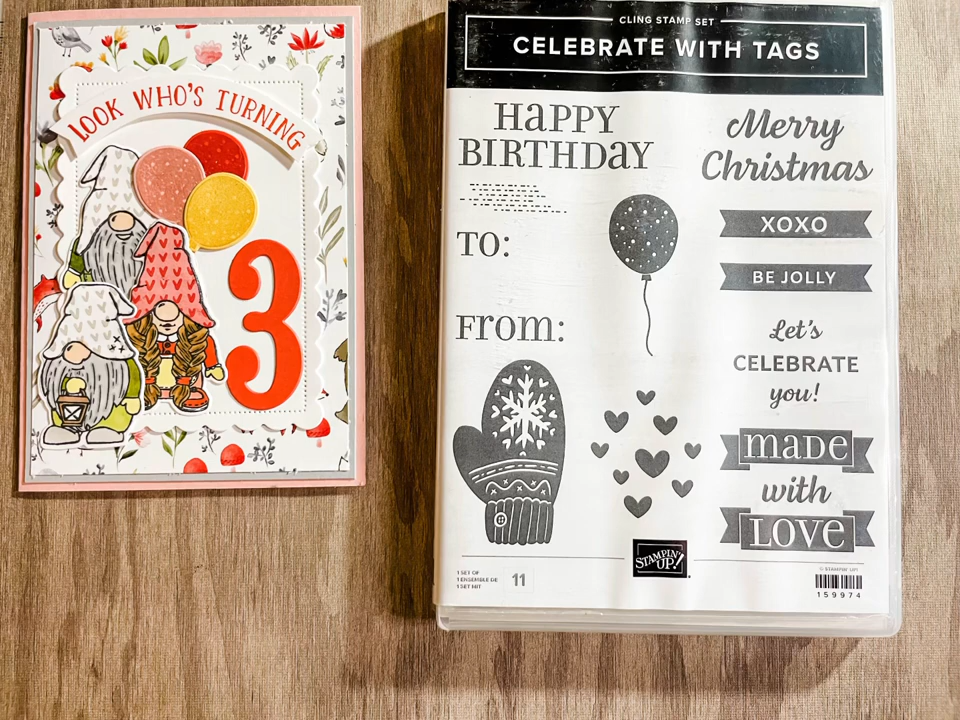 LOOK WHO'S TURNING
3
CLING STAMP SET
CELEBRATE WITH TAGS
HAPPY
BIRTHDAY
TO:
From:
Merry
Christmas
XOXO
BE JOLLY
Let's
CELEBRATE
you!
made
with
LOVE
STAMPIN'
UP!
1 SET OF
1 ENSEMBLE DE
1 SET MIT
11
© STAMPIN' UP!
159974